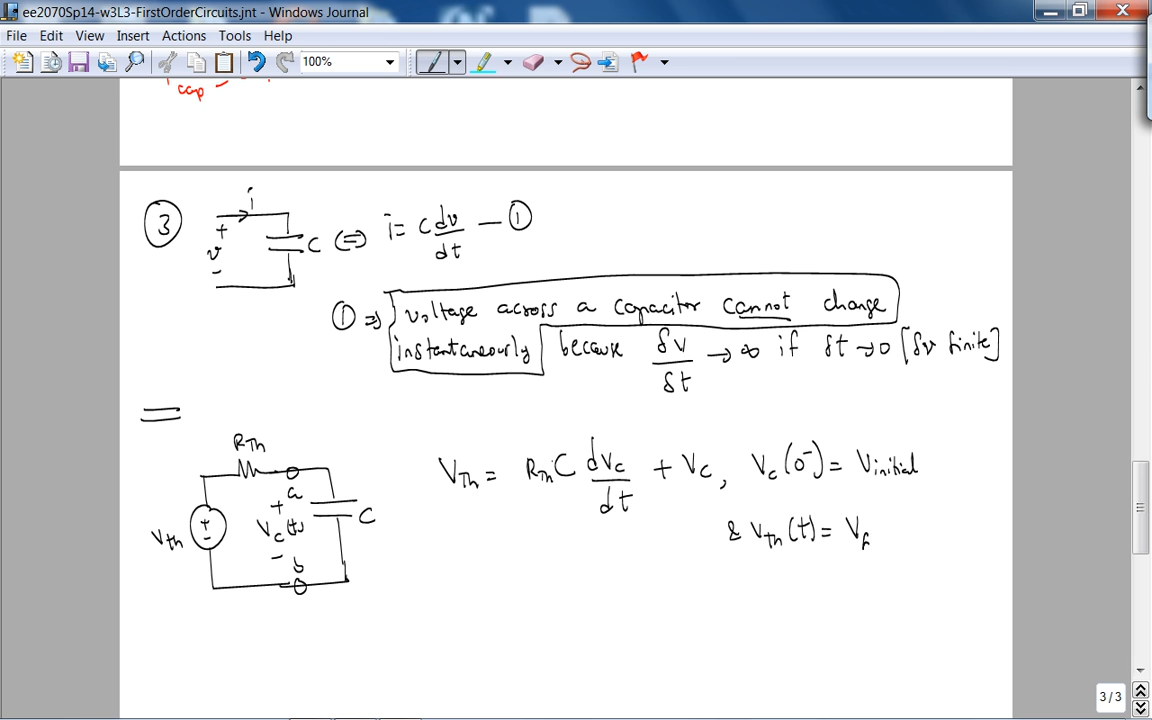 ee2070Sp14-w3L3-FirstOrderCircuits.jnt - Windows Journal
File Edit View Insert Actions Tools Help
100%
cap -
③ i
+ v - C ⇔ i = C dv/dt — ①
① ⇒ voltage across a capacitor cannot change
instantaneously because δv/δt → ∞ if δt → 0 [δv finite]
RTh
VTh = RTh C dVc/dt + Vc, Vc(0-) = Vinitial
a
+ Vc(t) - C
Vth
& Vth(t) = Vf
b
3 / 3